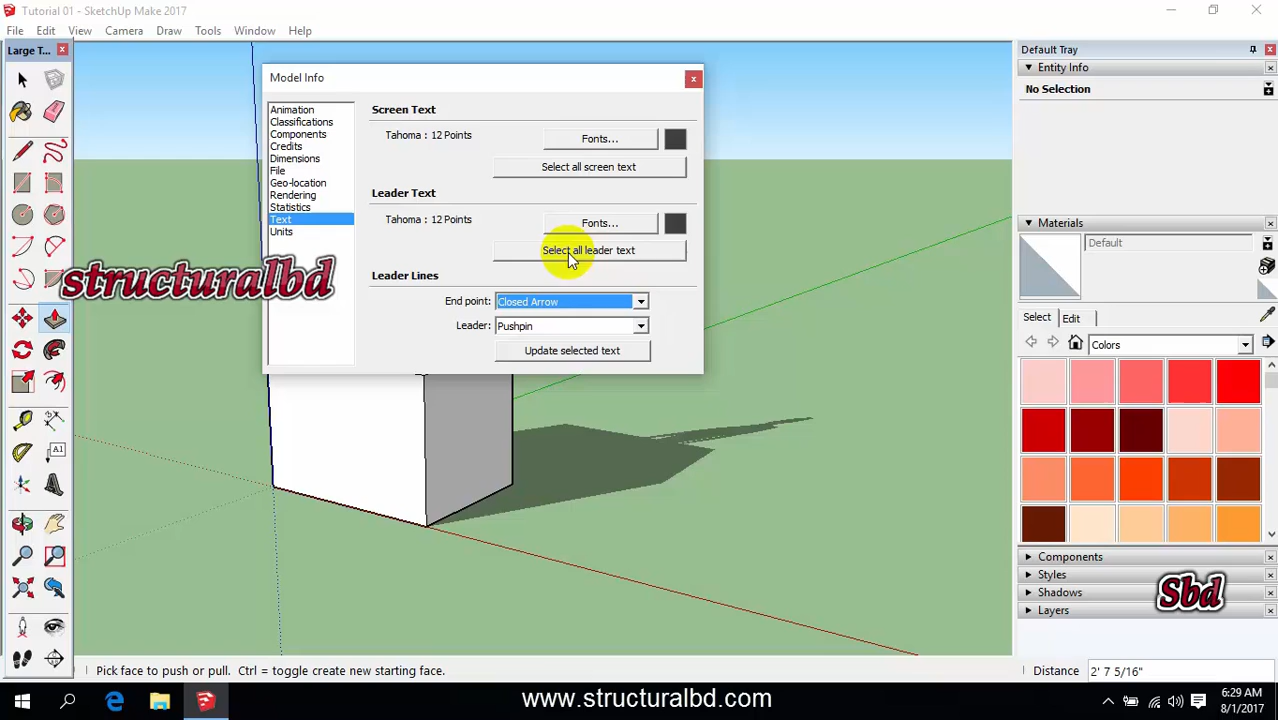 Tutorial 01 - SketchUp Make 2017
File Edit View Camera Draw Tools Window Help
Large T...
Default Tray
Entity Info
No Selection
Model Info
Animation
Classifications
Components
Credits
Dimensions
File
Geo-location
Rendering
Statistics
Text
Units
Screen Text
Tahoma : 12 Points
Fonts...
Select all screen text
Leader Text
Tahoma : 12 Points
Fonts...
Select all leader text
Leader Lines
End point: Closed Arrow
Leader: Pushpin
Update selected text
structuralbd
A1
Materials
Default
Select Edit
Colors
Components
Styles
Shadows
Layers
Sbd
Pick face to push or pull. Ctrl = toggle create new starting face.
Distance 2' 7 5/16"
www.structuralbd.com
6:29 AM
8/1/2017